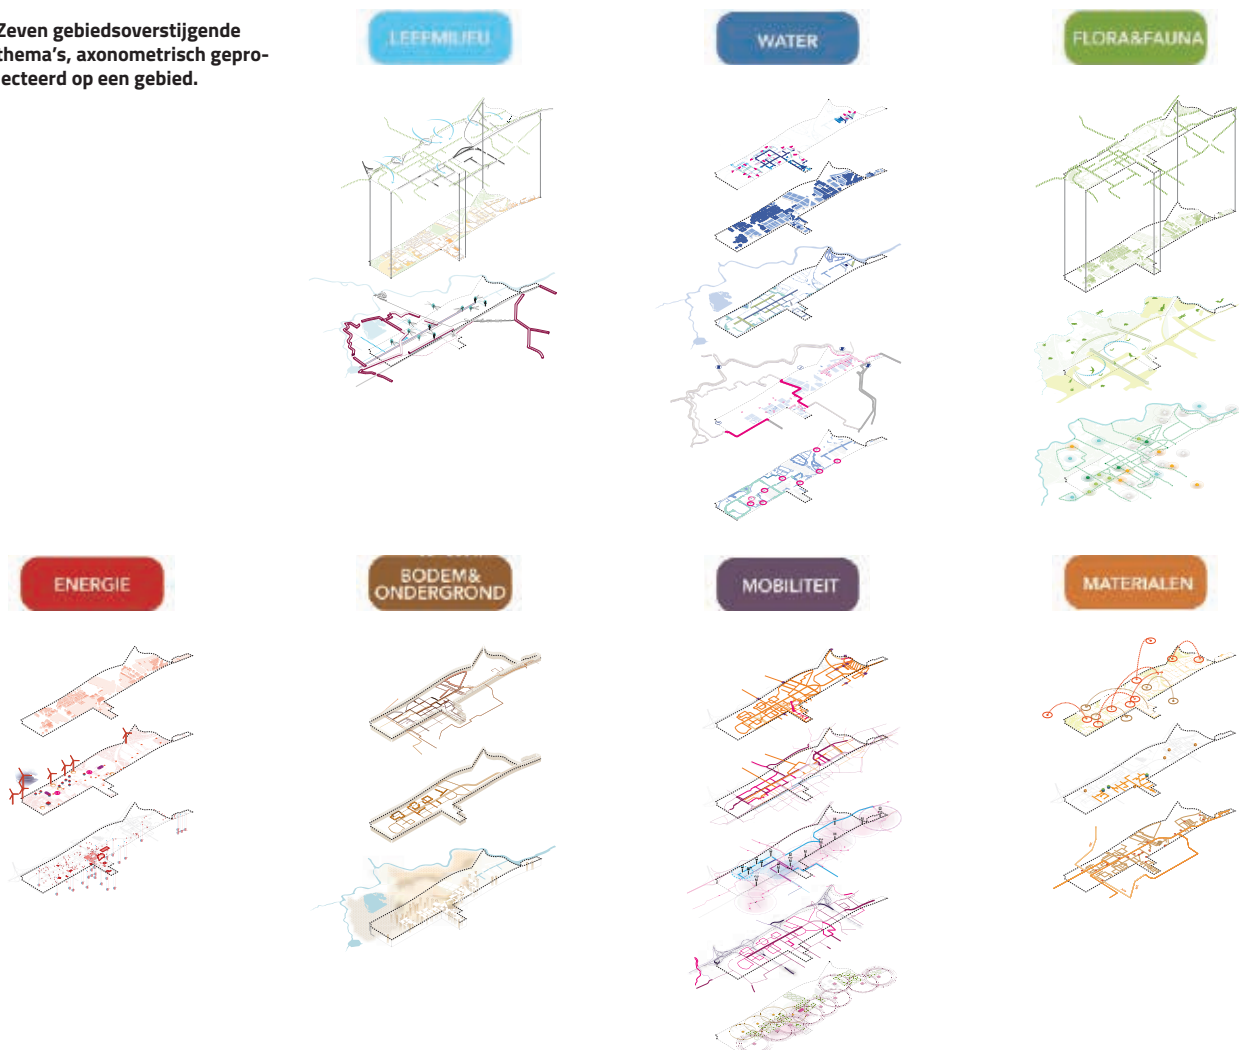 Zeven gebiedsoverstijgende
thema's, axonometrisch gepro-
jecteerd op een gebied.
LEEFMILIEU
WATER
FLORA&FAUNA
ENERGIE
BODEM&
ONDERGROND
MOBILITEIT
MATERIALEN